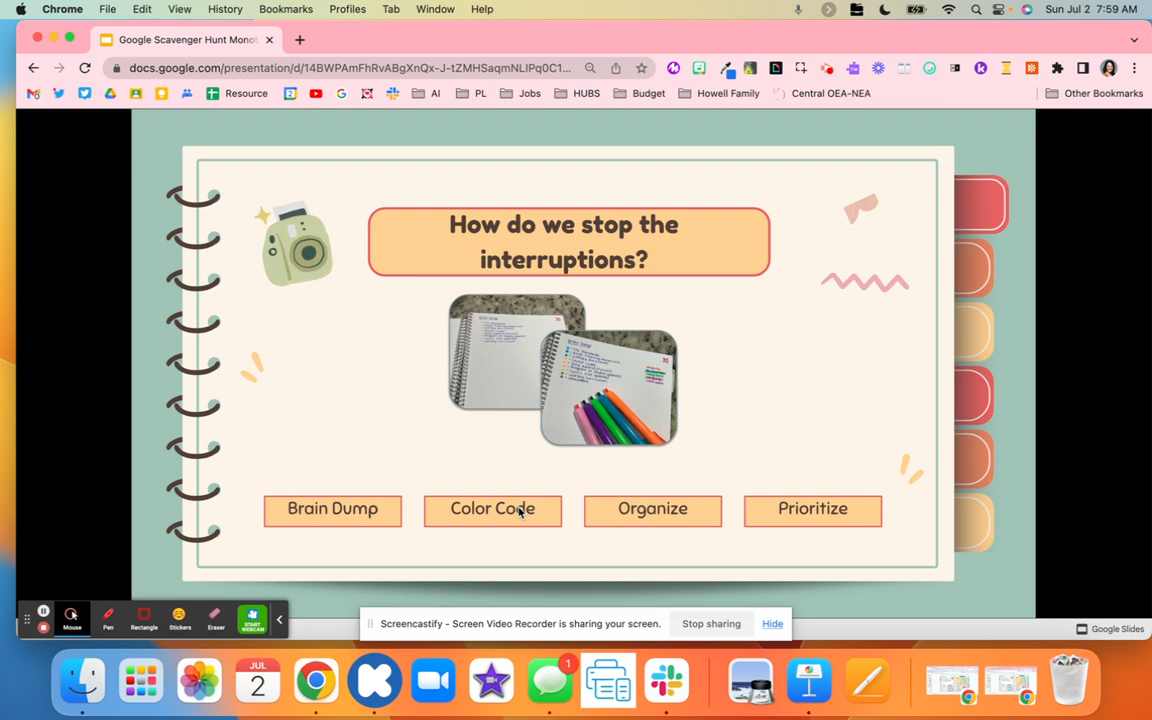 Chrome File Edit View History Bookmarks Profiles Tab Window Help
Sun Jul 2 7:59 AM
Google Scavenger Hunt Monot
docs.google.com/presentation/d/14BWPAmFhRvABgXnQx-J-tZMHSaqmNLIPq0C1...
Resource
AI
PL
Jobs
HUBS
Budget
Howell Family
Central OEA-NEA
Other Bookmarks
How do we stop the
interruptions?
Brain Dump
Color Code
Organize
Prioritize
Mouse
Pen
Rectangle
Stickers
Eraser
START
WEBCAM
Screencastify - Screen Video Recorder is sharing your screen.
Stop sharing
Hide
Google Slides
JUL
2
1